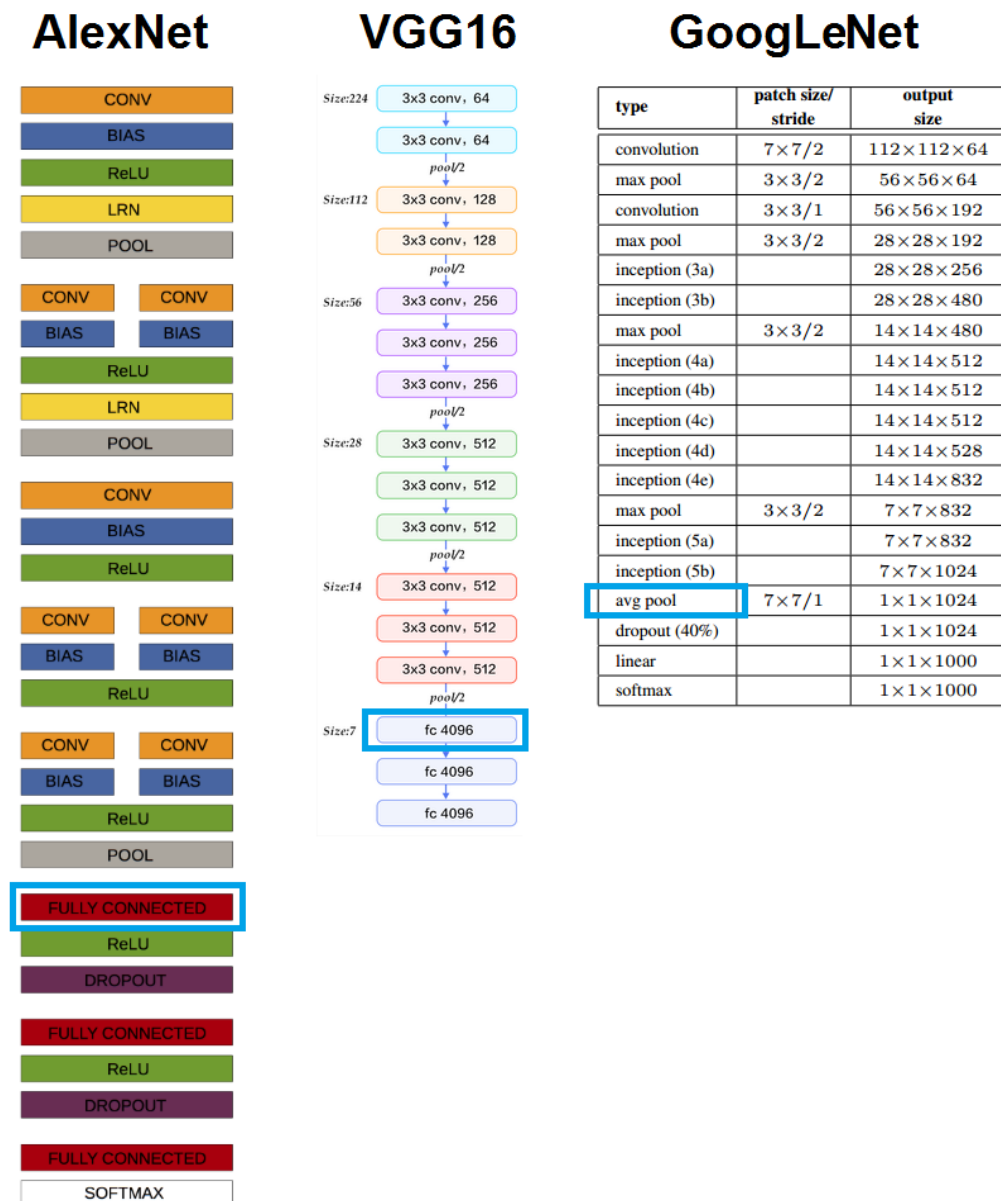 AlexNet
CONV
BIAS
ReLU
LRN
POOL
CONV CONV
BIAS BIAS
ReLU
LRN
POOL
CONV
BIAS
ReLU
CONV CONV
BIAS BIAS
ReLU
CONV CONV
BIAS BIAS
ReLU
POOL
FULLY CONNECTED
ReLU
DROPOUT
FULLY CONNECTED
ReLU
DROPOUT
FULLY CONNECTED
SOFTMAX
VGG16
Size:224 3x3 conv, 64
3x3 conv, 64
pool/2
Size:112 3x3 conv, 128
3x3 conv, 128
pool/2
Size:56 3x3 conv, 256
3x3 conv, 256
3x3 conv, 256
pool/2
Size:28 3x3 conv, 512
3x3 conv, 512
3x3 conv, 512
pool/2
Size:14 3x3 conv, 512
3x3 conv, 512
3x3 conv, 512
pool/2
Size:7 fc 4096
fc 4096
fc 4096
GoogLeNet
type patch size/ stride output size
convolution 7×7/2 112×112×64
max pool 3×3/2 56×56×64
convolution 3×3/1 56×56×192
max pool 3×3/2 28×28×192
inception (3a) 28×28×256
inception (3b) 28×28×480
max pool 3×3/2 14×14×480
inception (4a) 14×14×512
inception (4b) 14×14×512
inception (4c) 14×14×512
inception (4d) 14×14×528
inception (4e) 14×14×832
max pool 3×3/2 7×7×832
inception (5a) 7×7×832
inception (5b) 7×7×1024
avg pool 7×7/1 1×1×1024
dropout (40%) 1×1×1024
linear 1×1×1000
softmax 1×1×1000